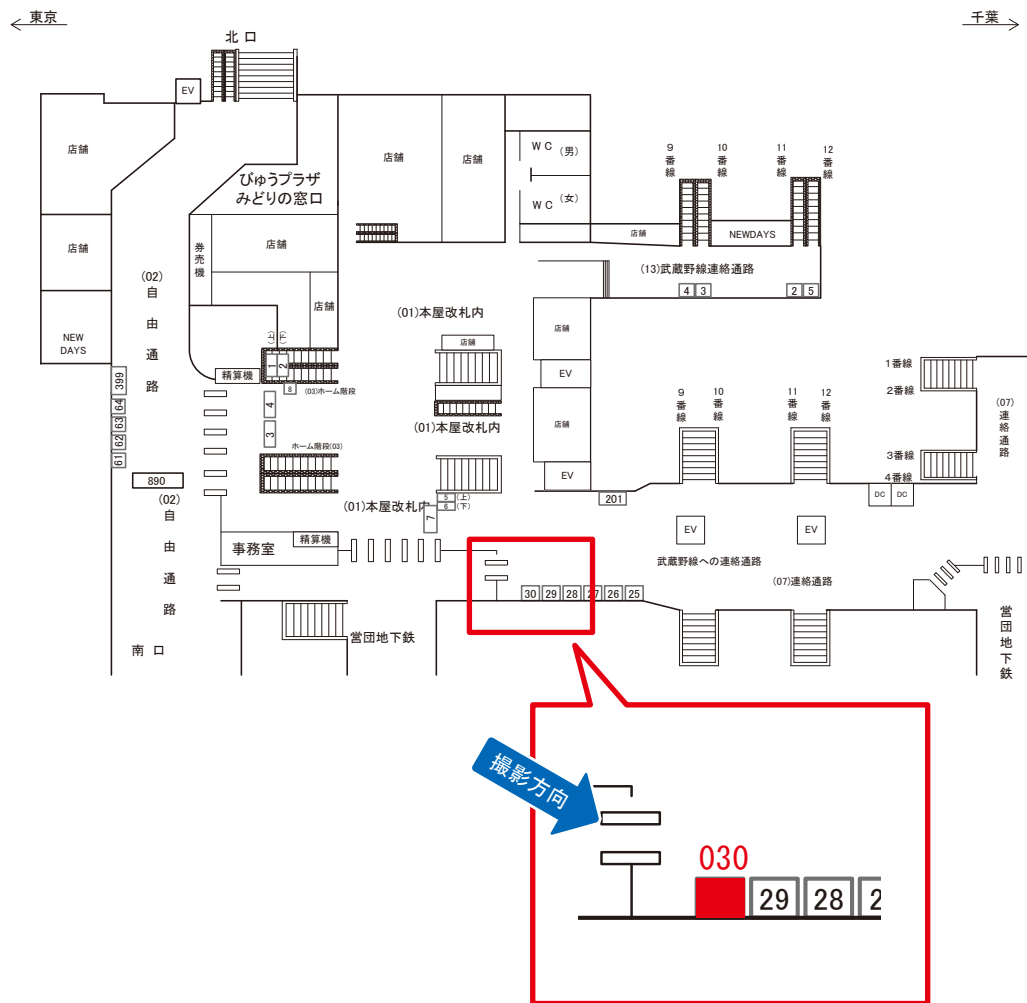 東京
千葉
北口
EV
店舗
びゅうプラザ
みどりの窓口
店舗
店舗
WC(男)
WC(女)
9番線
10番線
11番線
12番線
店舗
NEWDAYS
店舗
券売機
店舗
(02)自由通路
(13)武蔵野線連絡通路
4
3
2
5
店舗
(01)本屋改札内
NEW
DAYS
(上)
(下)
1
2
店舗
店舗
EV
精算機
8
(03)ホーム階段
1番線
2番線
399
64
63
62
61
4
3
9番線
10番線
11番線
12番線
(07)連絡通路
店舗
(01)本屋改札内
ホーム階段(03)
3番線
4番線
EV
890
(02)自由通路
(01)本屋改札内
5
(上)
6
(下)
7
201
DC
DC
EV
EV
事務室
精算機
武蔵野線への連絡通路
(07)連絡通路
30
29
28
27
26
25
南口
営団地下鉄
営団地下鉄
撮影方向
030
29
28
2